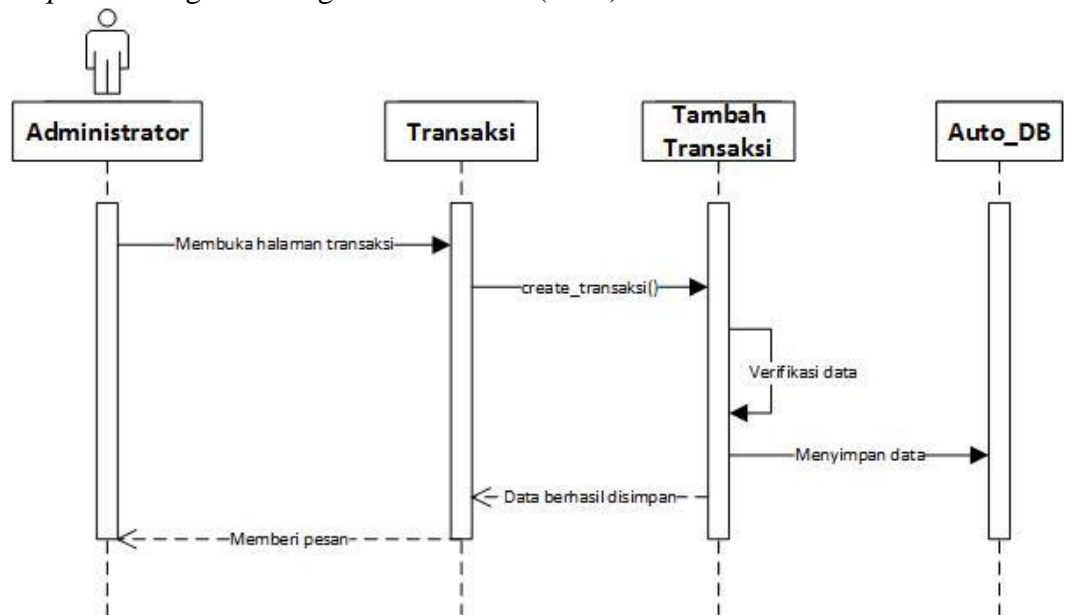 Administrator
Transaksi
Tambah
Transaksi
Auto_DB
Membuka halaman transaksi
create_transaksi()
Verifikasi data
Menyimpan data
Data berhasil disimpan
Memberi pesan